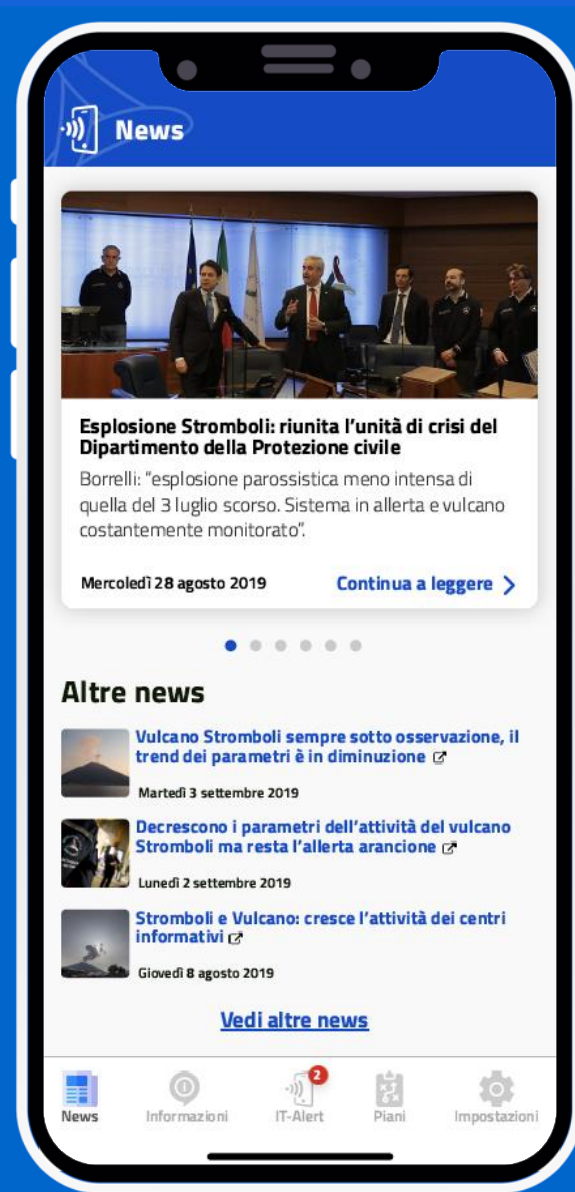 News
Esplosione Stromboli: riunita l'unità di crisi del
Dipartimento della Protezione civile
Borrelli: “esplosione parossistica meno intensa di
quella del 3 luglio scorso. Sistema in allerta e vulcano
costantemente monitorato”.
Mercoledì 28 agosto 2019
Continua a leggere
Altre news
Vulcano Stromboli sempre sotto osservazione, il
trend dei parametri è in diminuzione
Martedì 3 settembre 2019
Decrescono i parametri dell'attività del vulcano
Stromboli ma resta l'allerta arancione
Lunedì 2 settembre 2019
Stromboli e Vulcano: cresce l'attività dei centri
informativi
Giovedì 8 agosto 2019
Vedi altre news
2
News
Informazioni
IT-Alert
Piani
Impostazioni